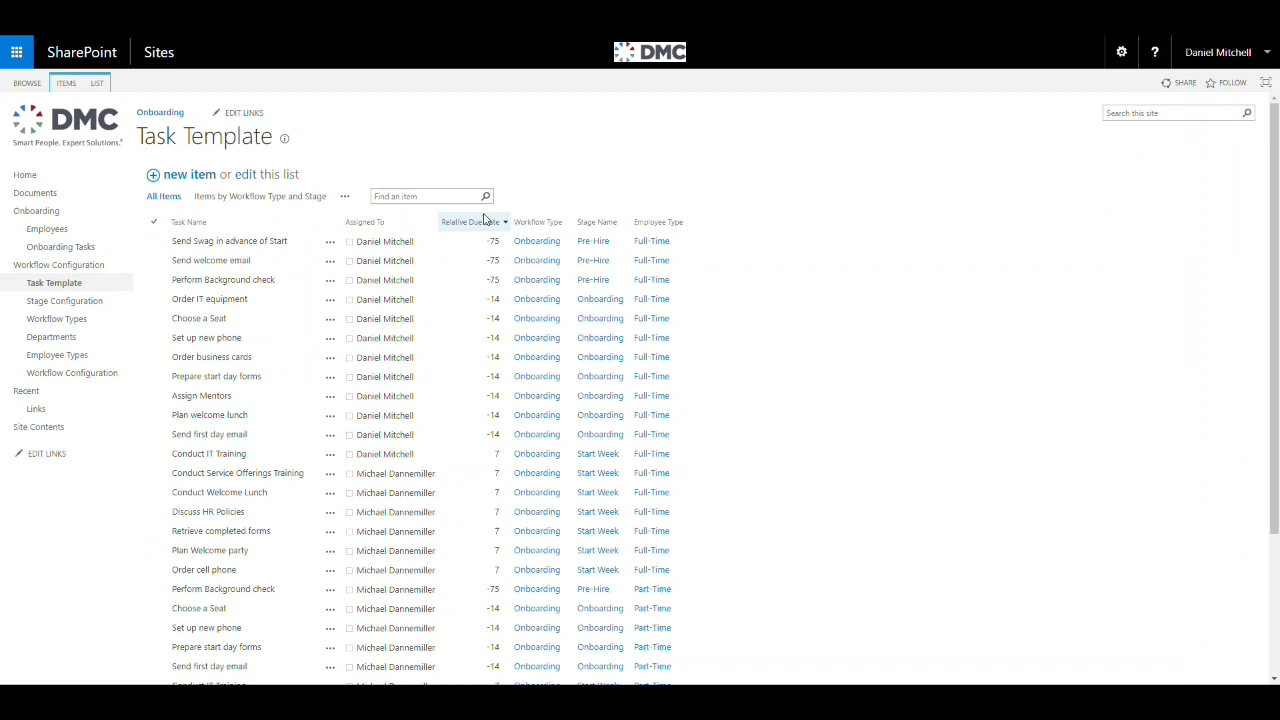 SharePoint Sites DMC ? Daniel Mitchell
BROWSE ITEMS LIST SHARE FOLLOW
DMC
Smart People. Expert Solutions.®
Onboarding EDIT LINKS Search this site
Task Template
Home
Documents
Onboarding
Employees
Onboarding Tasks
Workflow Configuration
Task Template
Stage Configuration
Workflow Types
Departments
Employee Types
Workflow Configuration
Recent
Links
Site Contents
EDIT LINKS
new item or edit this list
All Items Items by Workflow Type and Stage ... Find an item
Task Name Assigned To Relative Due Workflow Type Stage Name Employee Type
Send Swag in advance of Start ... Daniel Mitchell -75 Onboarding Pre-Hire Full-Time
Send welcome email ... Daniel Mitchell -75 Onboarding Pre-Hire Full-Time
Perform Background check ... Daniel Mitchell -75 Onboarding Pre-Hire Full-Time
Order IT equipment ... Daniel Mitchell -14 Onboarding Onboarding Full-Time
Choose a Seat ... Daniel Mitchell -14 Onboarding Onboarding Full-Time
Set up new phone ... Daniel Mitchell -14 Onboarding Onboarding Full-Time
Order business cards ... Daniel Mitchell -14 Onboarding Onboarding Full-Time
Prepare start day forms ... Daniel Mitchell -14 Onboarding Onboarding Full-Time
Assign Mentors ... Daniel Mitchell -14 Onboarding Onboarding Full-Time
Plan welcome lunch ... Daniel Mitchell -14 Onboarding Onboarding Full-Time
Send first day email ... Daniel Mitchell -14 Onboarding Onboarding Full-Time
Conduct IT Training ... Daniel Mitchell 7 Onboarding Start Week Full-Time
Conduct Service Offerings Training ... Michael Dannemiller 7 Onboarding Start Week Full-Time
Conduct Welcome Lunch ... Michael Dannemiller 7 Onboarding Start Week Full-Time
Discuss HR Policies ... Michael Dannemiller 7 Onboarding Start Week Full-Time
Retrieve completed forms ... Michael Dannemiller 7 Onboarding Start Week Full-Time
Plan Welcome party ... Michael Dannemiller 7 Onboarding Start Week Full-Time
Order cell phone ... Michael Dannemiller 7 Onboarding Start Week Full-Time
Perform Background check ... Michael Dannemiller -75 Onboarding Pre-Hire Part-Time
Choose a Seat ... Michael Dannemiller -14 Onboarding Onboarding Part-Time
Set up new phone ... Michael Dannemiller -14 Onboarding Onboarding Part-Time
Prepare start day forms ... Michael Dannemiller -14 Onboarding Onboarding Part-Time
Send first day email ... Michael Dannemiller -14 Onboarding Onboarding Part-Time